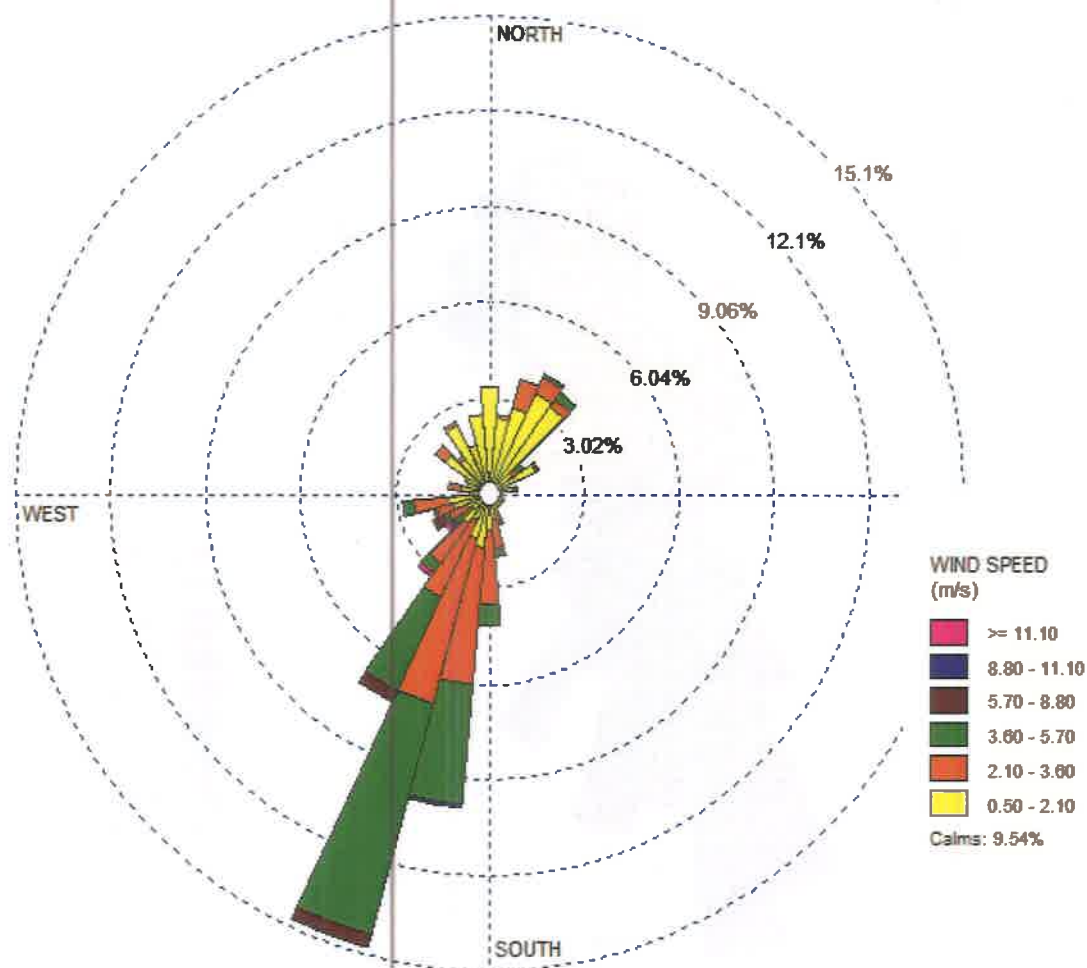 NORTH
15.1%
12.1%
9.06%
6.04%
3.02%
WEST
WIND SPEED
(m/s)
>= 11.10
8.80 - 11.10
5.70 - 8.80
3.60 - 5.70
2.10 - 3.60
0.50 - 2.10
Calms: 9.54%
SOUTH